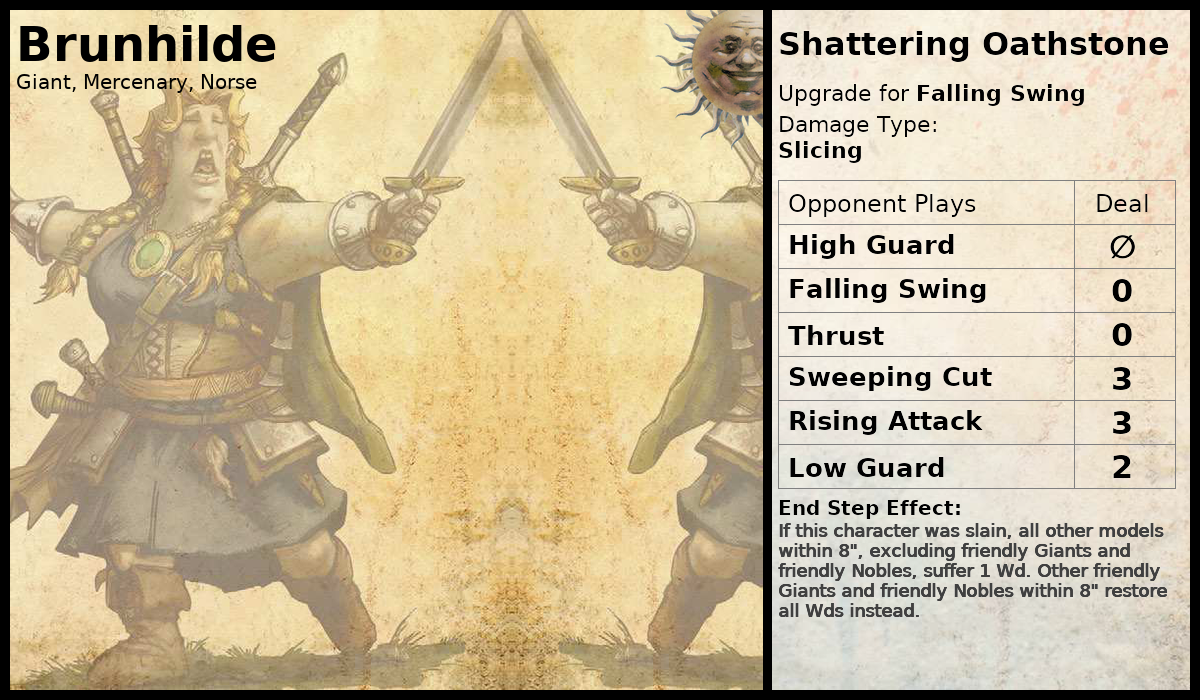 Brunhilde
Giant, Mercenary, Norse
Shattering Oathstone
Upgrade for Falling Swing
Damage Type:
Slicing
Opponent Plays Deal
High Guard ∅
Falling Swing 0
Thrust 0
Sweeping Cut 3
Rising Attack 3
Low Guard 2
End Step Effect:
If this character was slain, all other models
within 8", excluding friendly Giants and
friendly Nobles, suffer 1 Wd. Other friendly
Giants and friendly Nobles within 8" restore
all Wds instead.